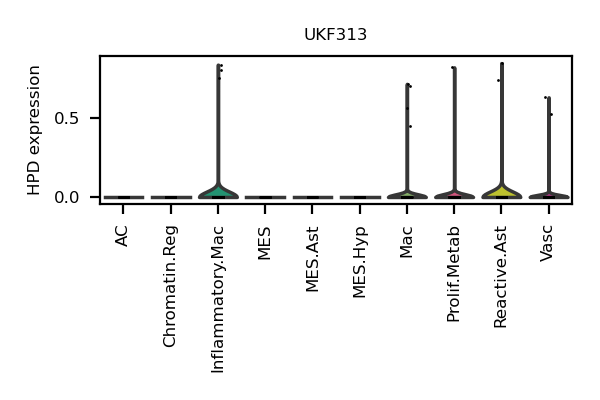 UKF313
HPD expression
0.5
0.0
AC
Chromatin.Reg
Inflammatory.Mac
MES
MES.Ast
MES.Hyp
Mac
Prolif.Metab
Reactive.Ast
Vasc